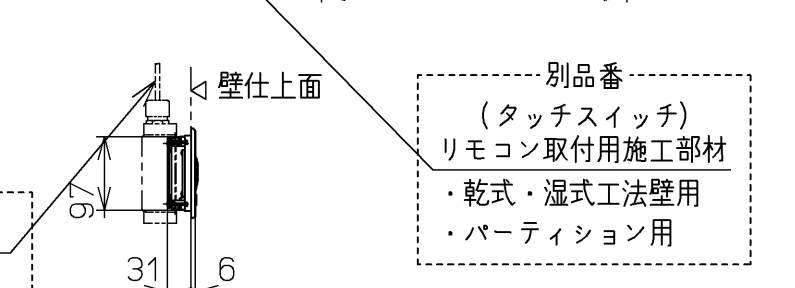 壁仕上面
別品番
(タッチスイッチ)
リモコン取付用施工部材
・乾式・湿式工法壁用
・パーティション用
97
31
6